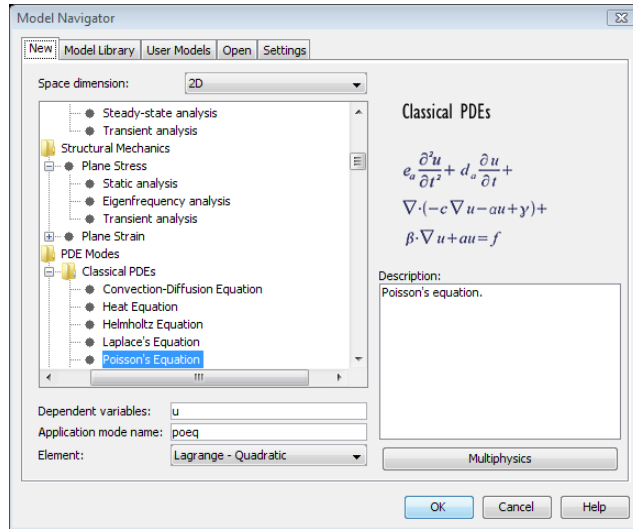 Model Navigator
New Model Library User Models Open Settings
Space dimension: 2D
Steady-state analysis
Transient analysis
Structural Mechanics
Plane Stress
Static analysis
Eigenfrequency analysis
Transient analysis
Plane Strain
PDE Modes
Classical PDEs
Convection-Diffusion Equation
Heat Equation
Helmholtz Equation
Laplace's Equation
Poisson's Equation
Dependent variables: u
Application mode name: poeq
Element: Lagrange - Quadratic
Classical PDEs
e_a ∂²u/∂t² + d_a ∂u/∂t +
∇·(-c∇u-αu+γ)+
β·∇u+au=f
Description:
Poisson's equation.
Multiphysics
OK Cancel Help